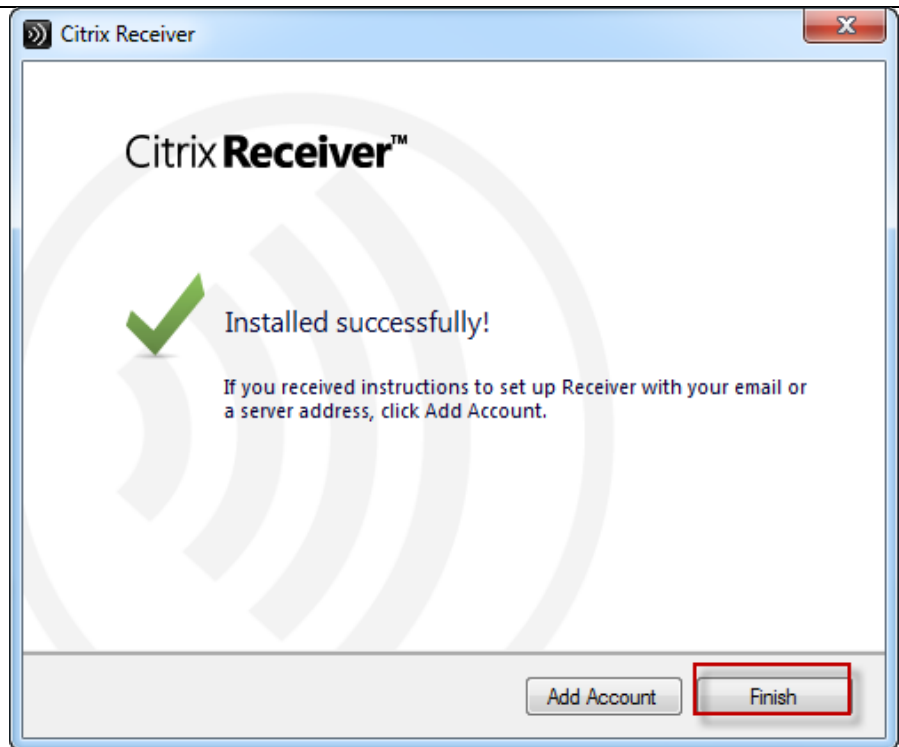 Citrix Receiver
Citrix Receiver™
Installed successfully!
If you received instructions to set up Receiver with your email or
a server address, click Add Account.
Add Account Finish